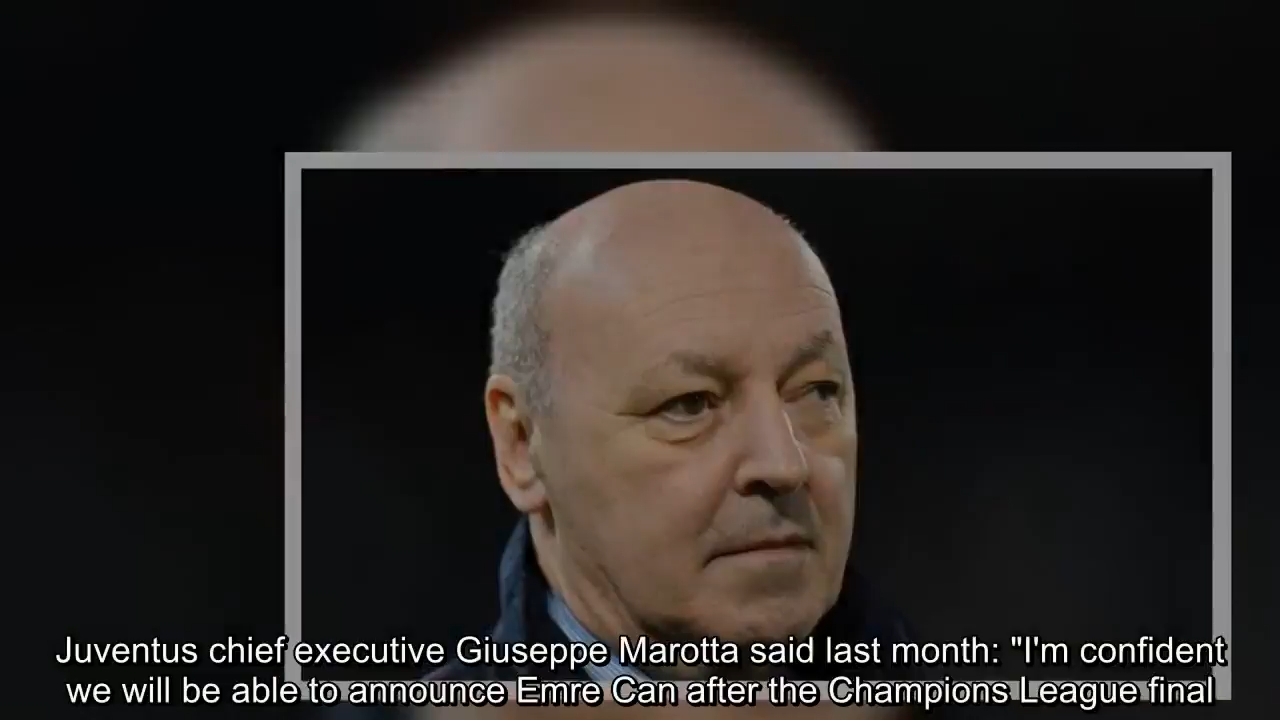 Juventus chief executive Giuseppe Marotta said last month: "I'm confident
we will be able to announce Emre Can after the Champions League final